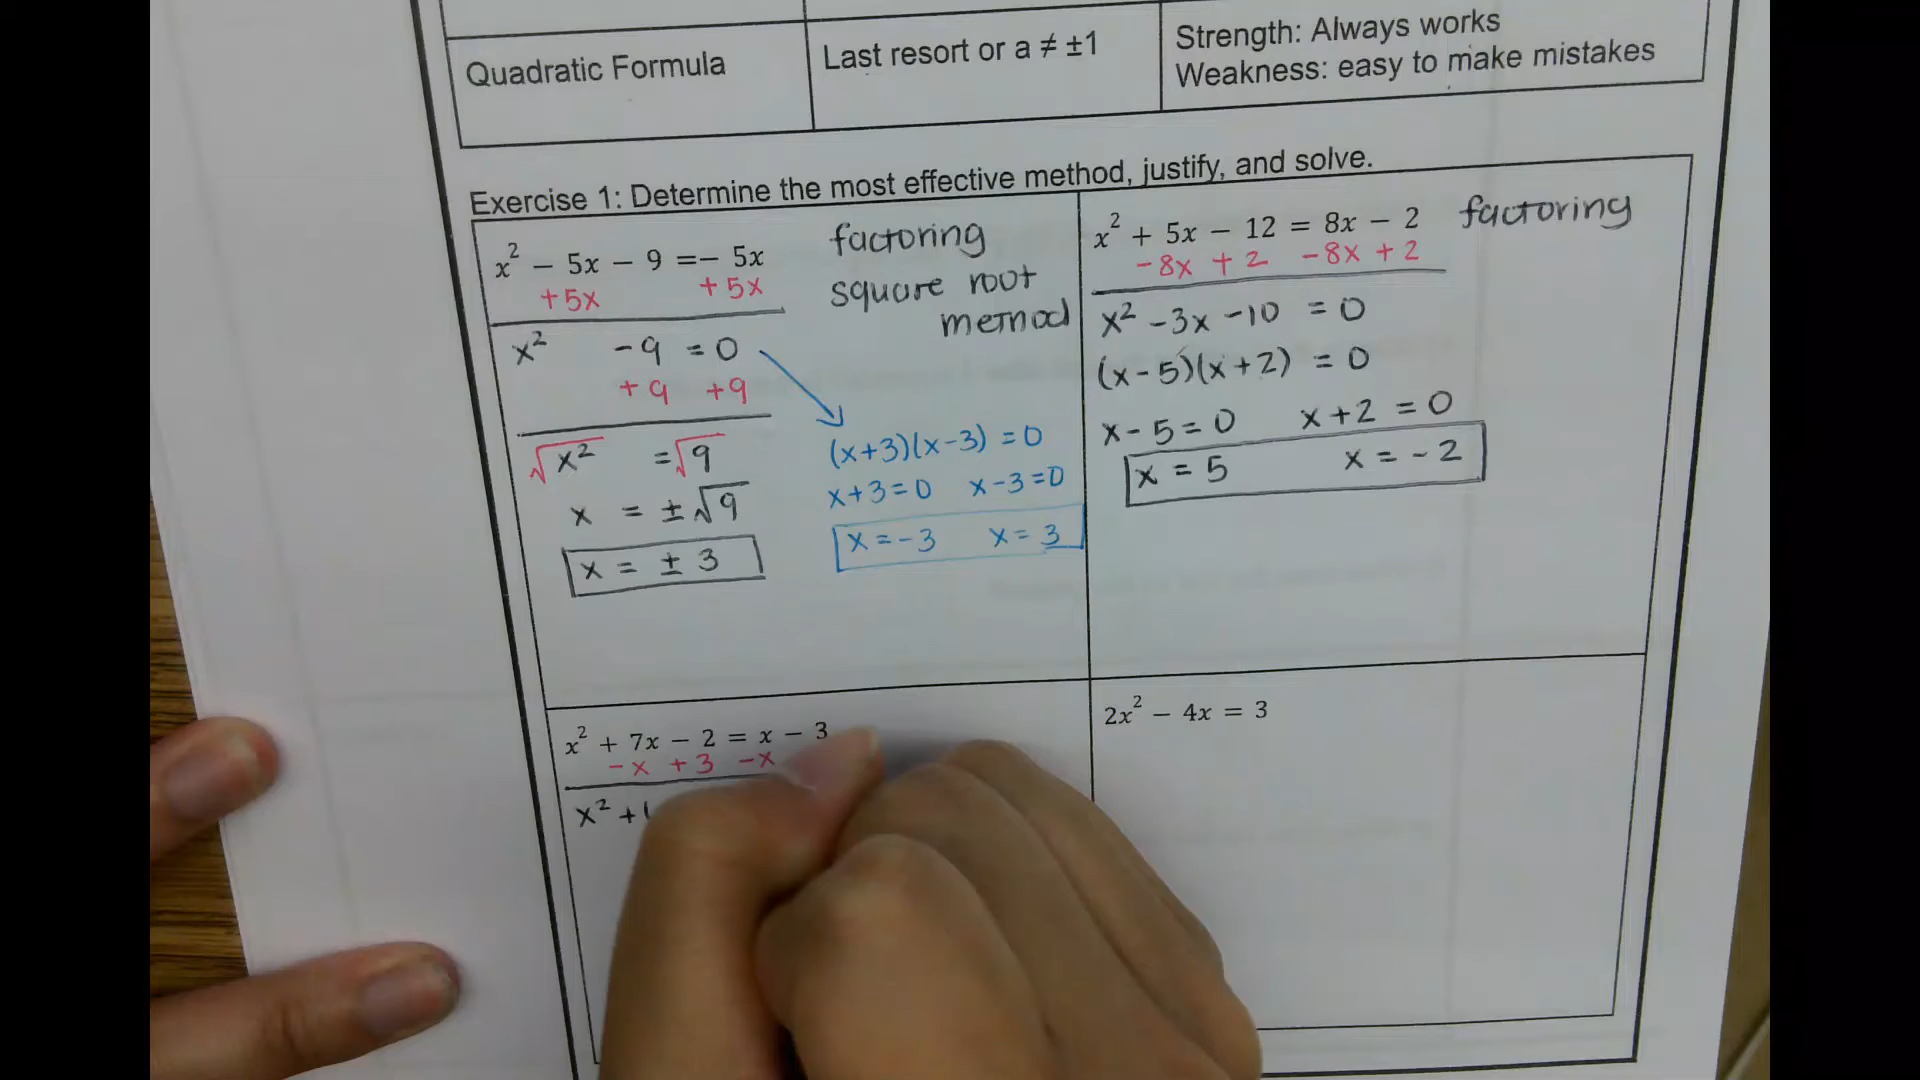 Quadratic Formula
Last resort or a ≠ ±1
Strength: Always works
Weakness: easy to make mistakes
Exercise 1: Determine the most effective method, justify, and solve.
x² − 5x − 9 =− 5x
+5x +5x
x² -9 = 0
+9 +9
√x² = √9
x = ±√9
x = ± 3
factoring
square root
method
(x+3)(x-3) = 0
x+3=0 x-3=0
x=-3 x=3
x² + 5x − 12 = 8x − 2
-8x +2 -8x +2
factoring
x² -3x -10 = 0
(x-5)(x+2) = 0
x-5=0 x+2=0
x = 5 x = -2
x² + 7x − 2 = x − 3
-x +3 -x
x² +
2x² − 4x = 3